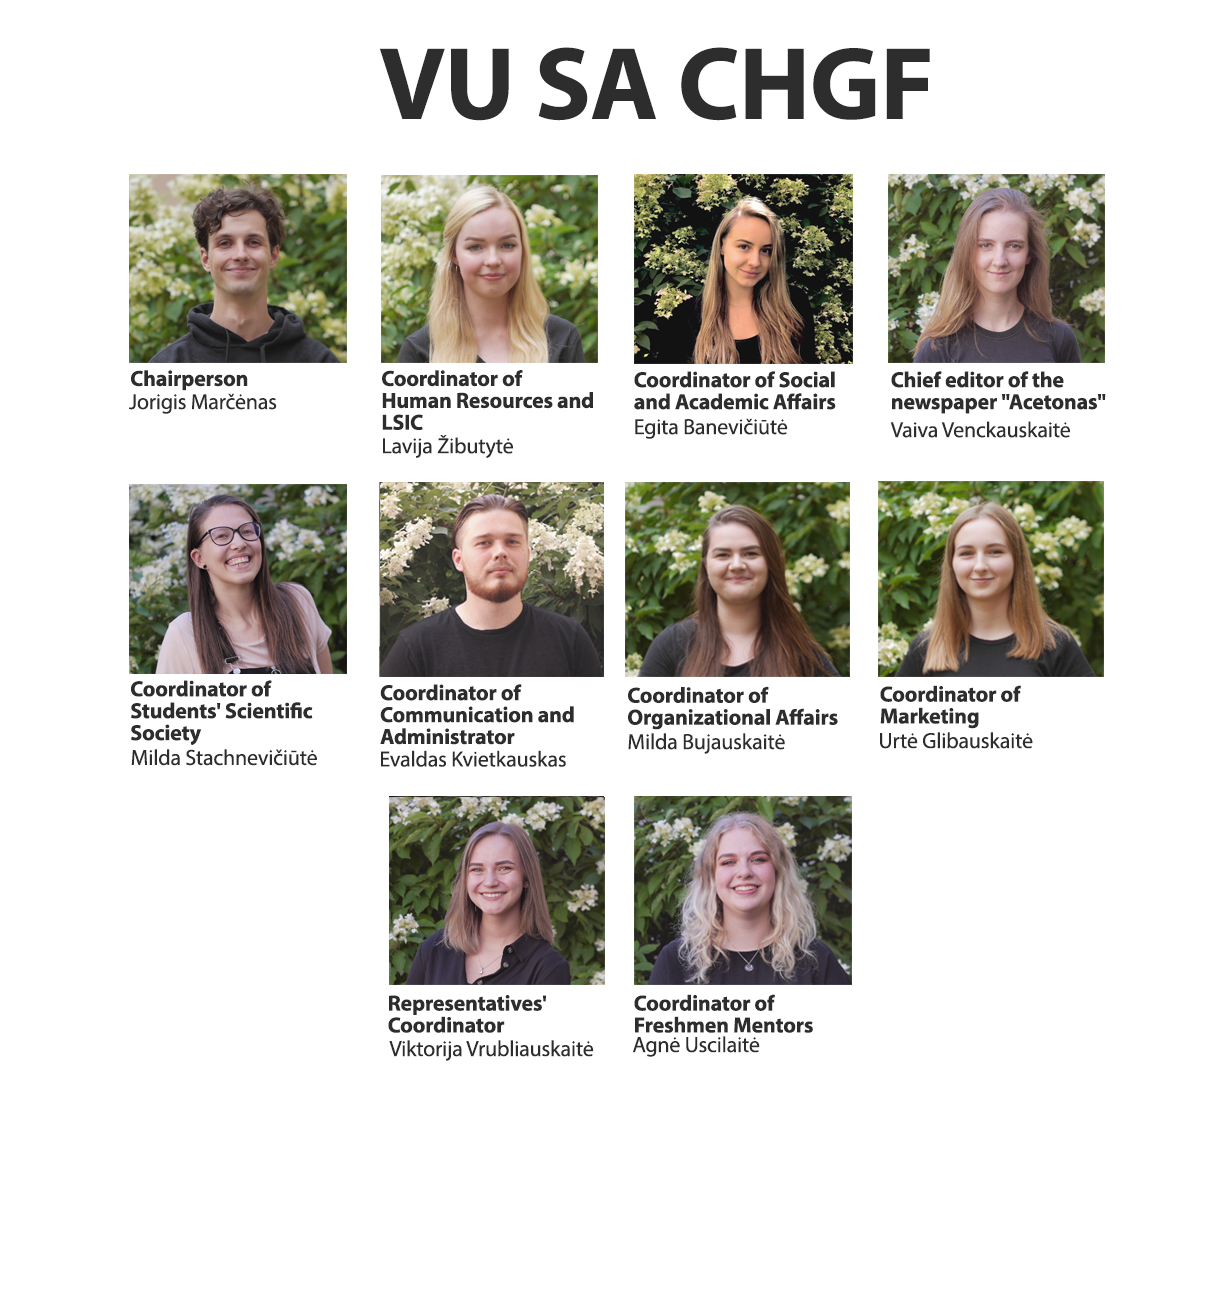 VU SA CHGF
Chairperson
Jorigis Marčėnas
Coordinator of
Human Resources and
LSIC
Lavija Žibutytė
Coordinator of Social
and Academic Affairs
Egita Banevičiūtė
Chief editor of the
newspaper "Acetonas"
Vaiva Venckauskaitė
Coordinator of
Students' Scientific
Society
Milda Stachnevičiūtė
Coordinator of
Communication and
Administrator
Evaldas Kvietkauskas
Coordinator of
Organizational Affairs
Milda Bujauskaitė
Coordinator of
Marketing
Urtė Glibauskaitė
Representatives'
Coordinator
Viktorija Vrubliauskaitė
Coordinator of
Freshmen Mentors
Agnė Uscilaitė